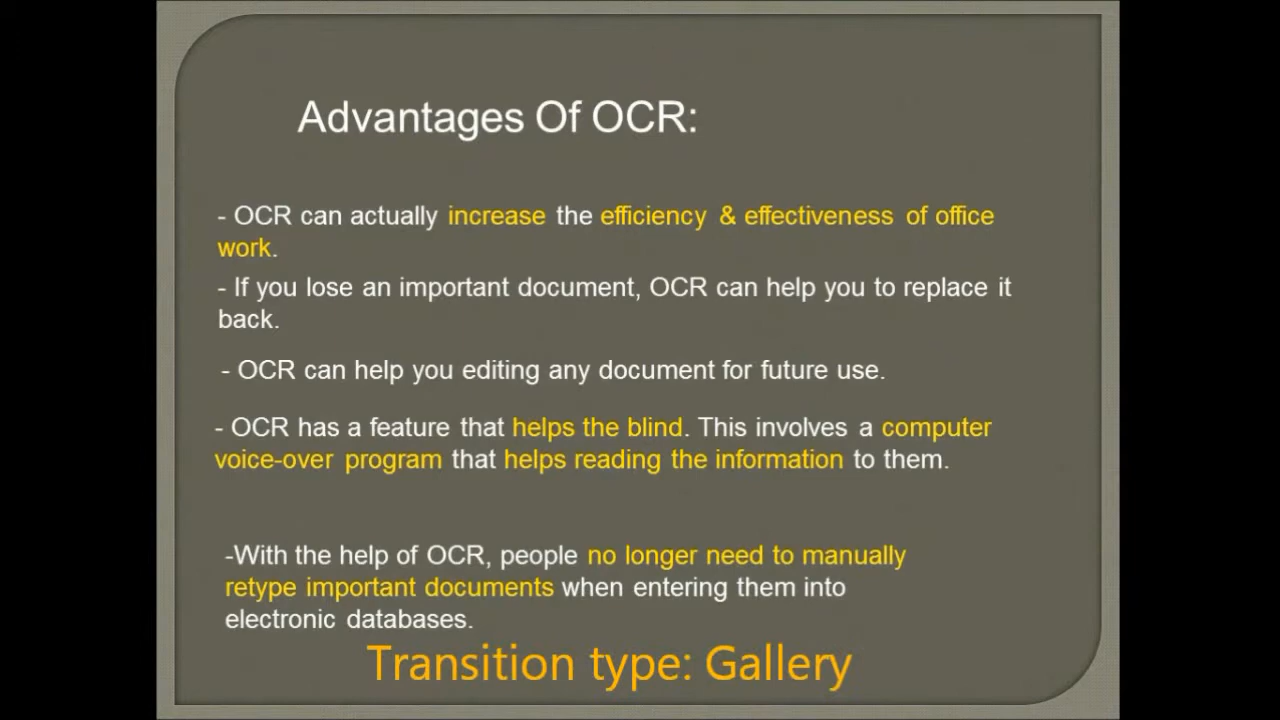 Advantages Of OCR:
- OCR can actually increase the efficiency & effectiveness of office
work.
- If you lose an important document, OCR can help you to replace it
back.
- OCR can help you editing any document for future use.
- OCR has a feature that helps the blind. This involves a computer
voice-over program that helps reading the information to them.
-With the help of OCR, people no longer need to manually
retype important documents when entering them into
electronic databases.
Transition type: Gallery